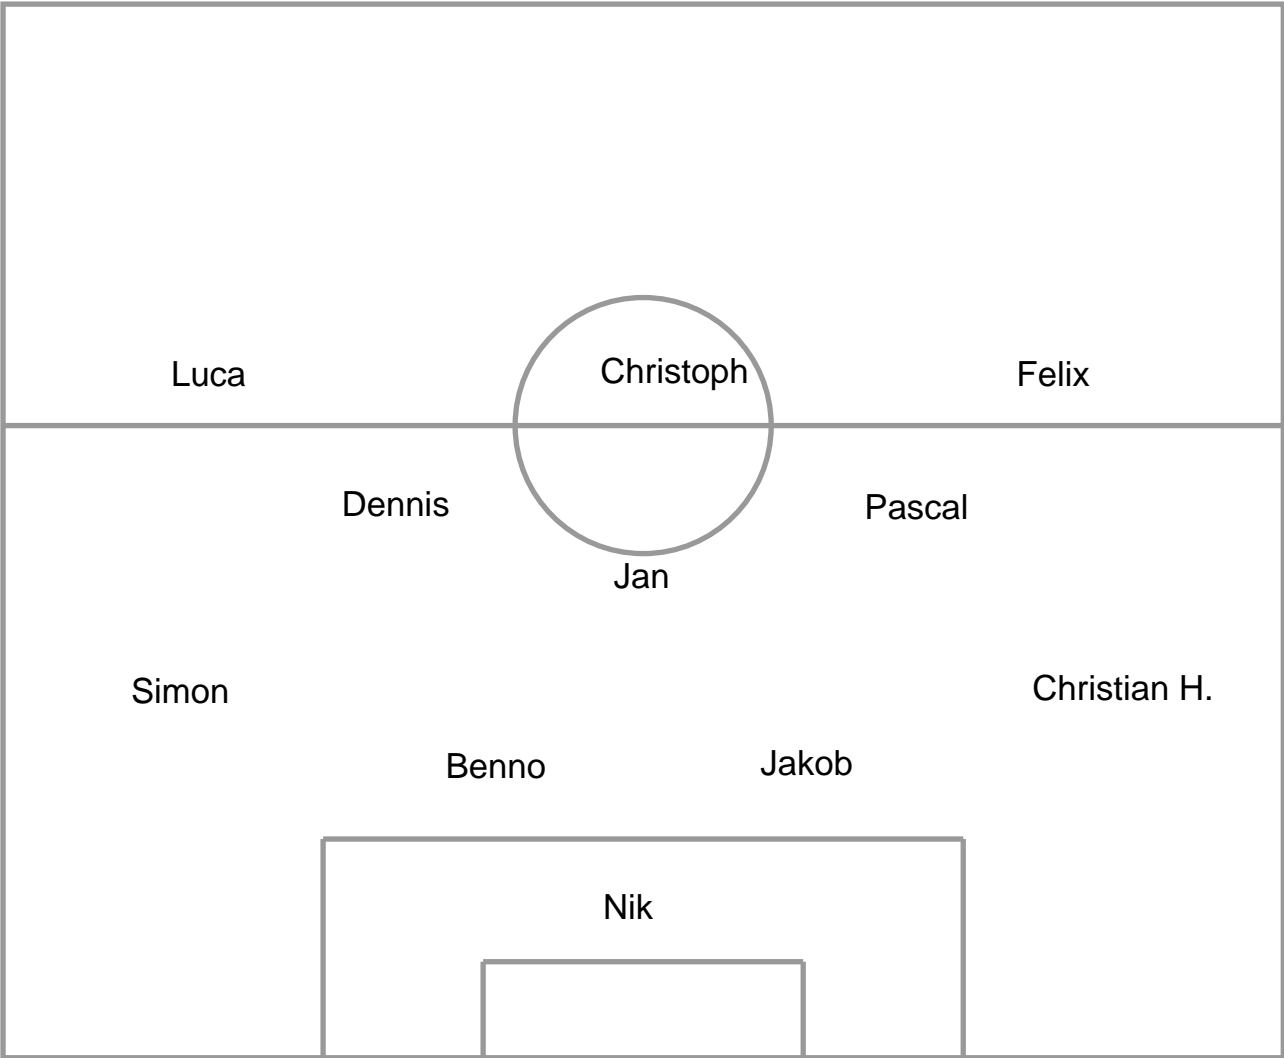 Luca
Christoph
Felix
Dennis
Pascal
Jan
Simon
Christian H.
Benno
Jakob
Nik